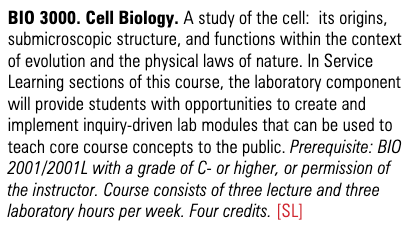 BIO 3000. Cell Biology. A study of the cell:  its origins,
submicroscopic structure, and functions within the context
of evolution and the physical laws of nature. In Service
Learning sections of this course, the laboratory component
will provide students with opportunities to create and
implement inquiry-driven lab modules that can be used to
teach core course concepts to the public. Prerequisite: BIO
2001/2001L with a grade of C- or higher, or permission of
the instructor. Course consists of three lecture and three
laboratory hours per week. Four credits. [SL]